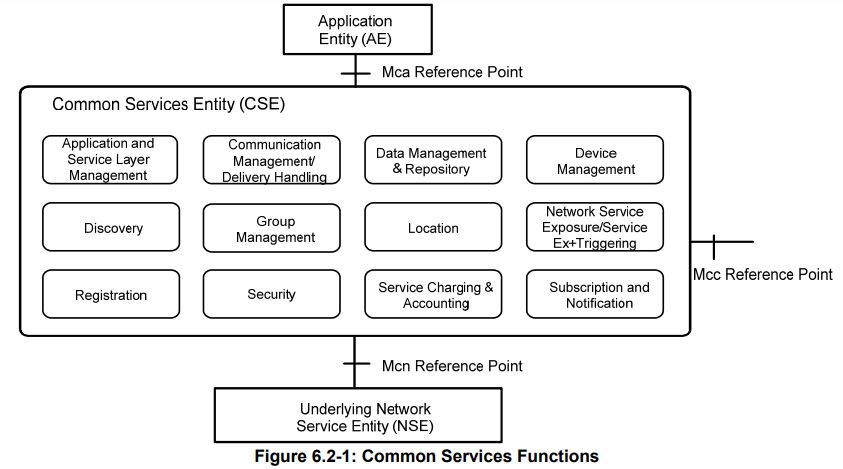 Application
Entity (AE)
Mca Reference Point
Common Services Entity (CSE)
Application and
Service Layer
Management
Communication
Management/
Delivery Handling
Data Management
& Repository
Device
Management
Discovery
Group
Management
Location
Network Service
Exposure/Service
Ex+Triggering
Mcc Reference Point
Registration
Security
Service Charging &
Accounting
Subscription and
Notification
Mcn Reference Point
Underlying Network
Service Entity (NSE)
Figure 6.2-1: Common Services Functions